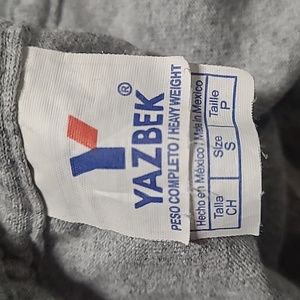 YAZBEK®
PESO COMPLETO / HEAVY WEIGHT
Hecho en México / Made in Mexico
Talla Size Taille
CH S P